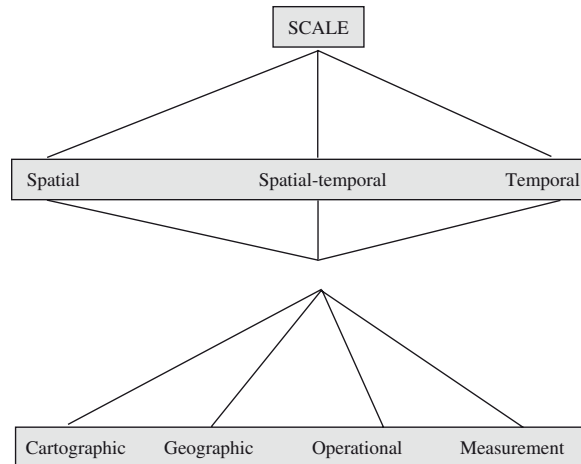 SCALE
Spatial Spatial-temporal Temporal
Cartographic Geographic Operational Measurement